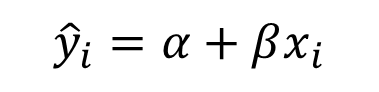 ŷᵢ = α + βxᵢ